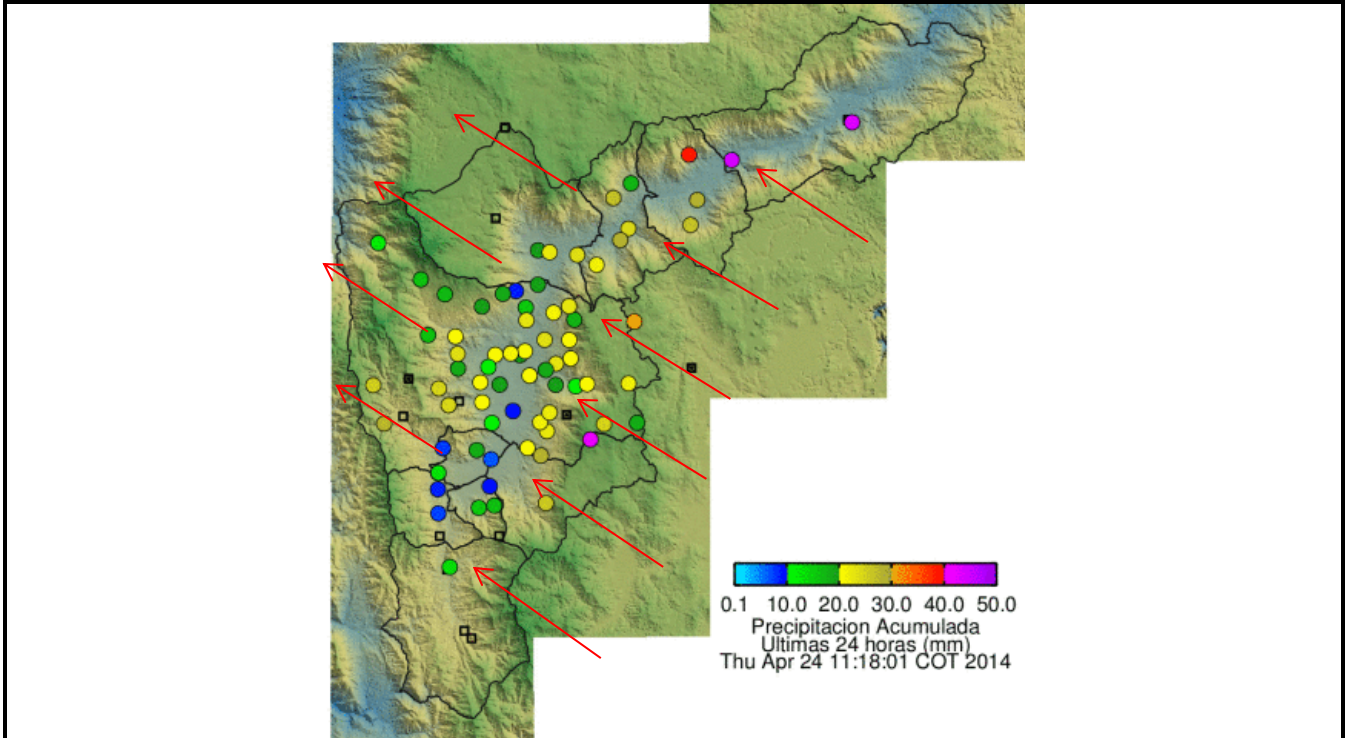 0.1 10.0 20.0 30.0 40.0 50.0
Precipitacion Acumulada
Ultimas 24 horas (mm)
Thu Apr 24 11:18:01 COT 2014